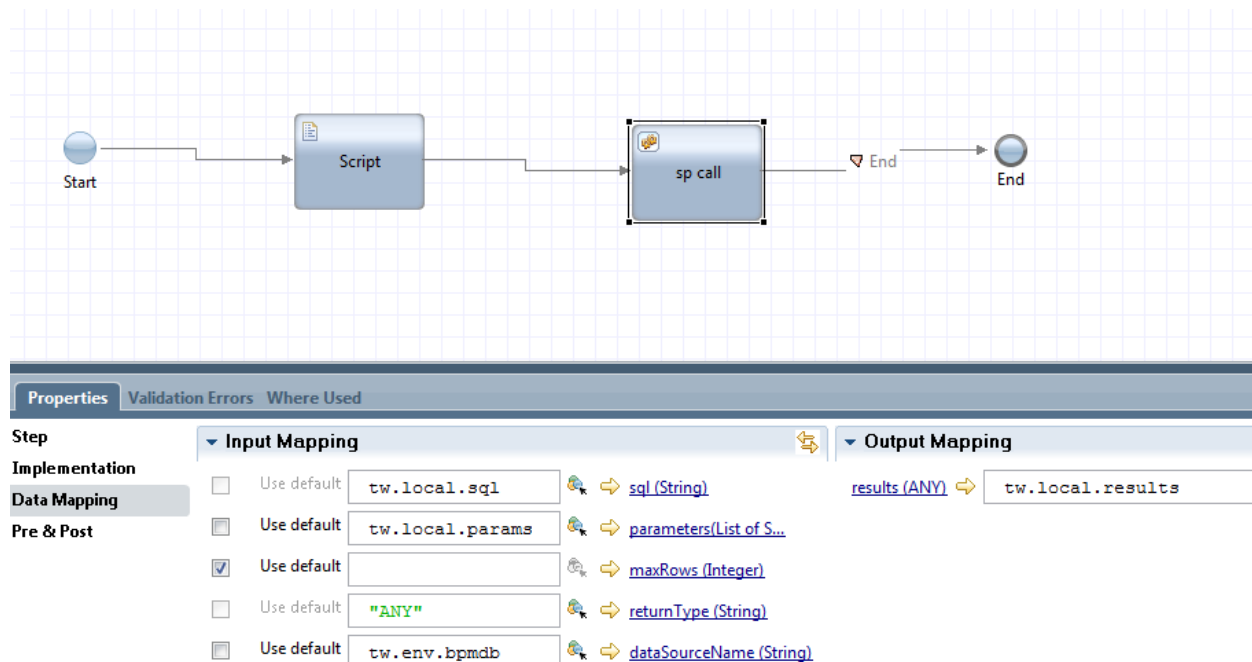 Script
sp call
End
Start
End
Properties Validation Errors Where Used
Step
Implementation
Data Mapping
Pre & Post
Input Mapping
Use default tw.local.sql sql (String)
Use default tw.local.params parameters(List of S...
Use default maxRows (Integer)
Use default "ANY" returnType (String)
Use default tw.env.bpmdb dataSourceName (String)
Output Mapping
results (ANY) tw.local.results